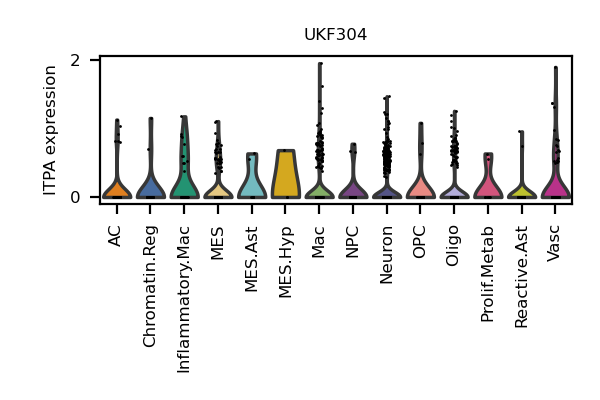 UKF304
ITPA expression
2
0
AC
Chromatin.Reg
Inflammatory.Mac
MES
MES.Ast
MES.Hyp
Mac
NPC
Neuron
OPC
Oligo
Prolif.Metab
Reactive.Ast
Vasc